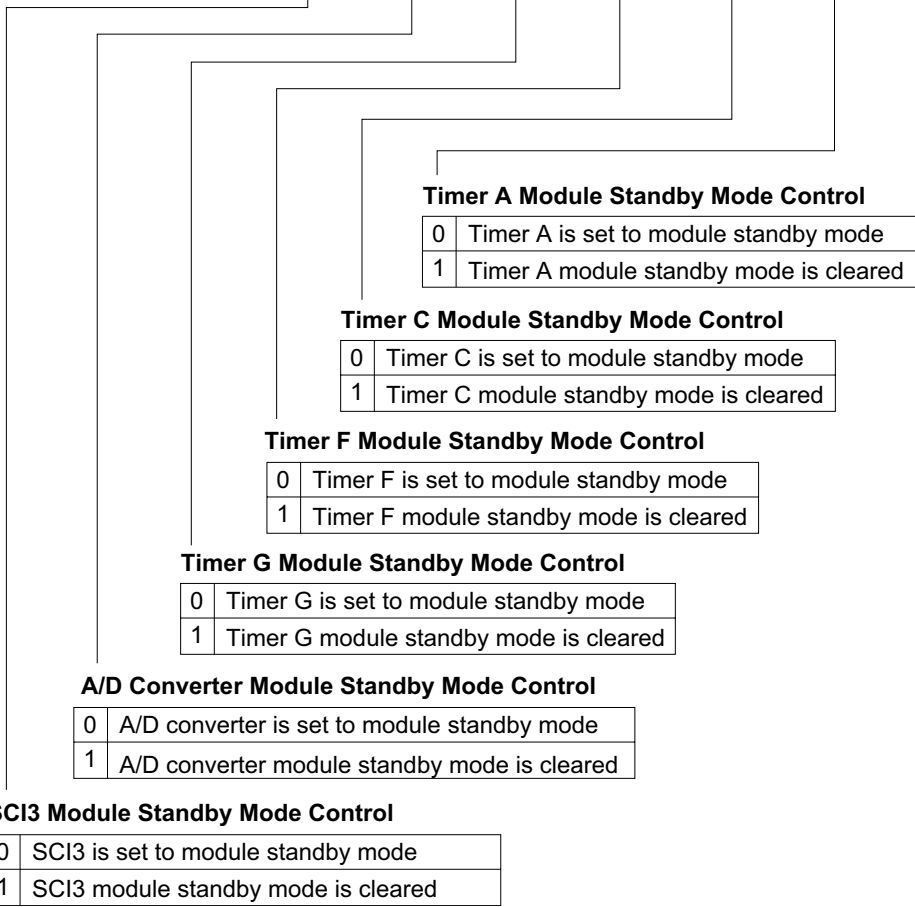 Timer A Module Standby Mode Control
0 Timer A is set to module standby mode
1 Timer A module standby mode is cleared
Timer C Module Standby Mode Control
0 Timer C is set to module standby mode
1 Timer C module standby mode is cleared
Timer F Module Standby Mode Control
0 Timer F is set to module standby mode
1 Timer F module standby mode is cleared
Timer G Module Standby Mode Control
0 Timer G is set to module standby mode
1 Timer G module standby mode is cleared
A/D Converter Module Standby Mode Control
0 A/D converter is set to module standby mode
1 A/D converter module standby mode is cleared
SCI3 Module Standby Mode Control
0 SCI3 is set to module standby mode
1 SCI3 module standby mode is cleared